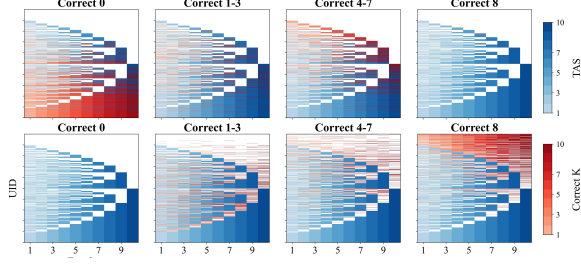 Correct 0 Correct 1-3 Correct 4-7 Correct 8
10
7
5
3
1
TAS
Correct 0 Correct 1-3 Correct 4-7 Correct 8
UID
10
7
5
3
1
Correct K
1 3 5 7 9 1 3 5 7 9 1 3 5 7 9 1 3 5 7 9